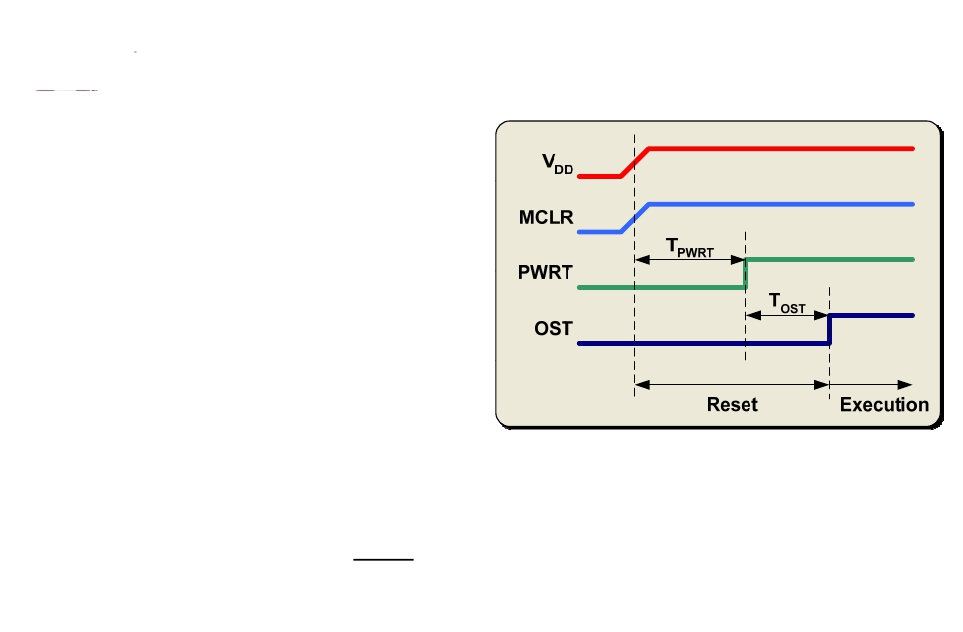 VDD
MCLR
TPWRT
PWRT
TOST
OST
Reset
Execution